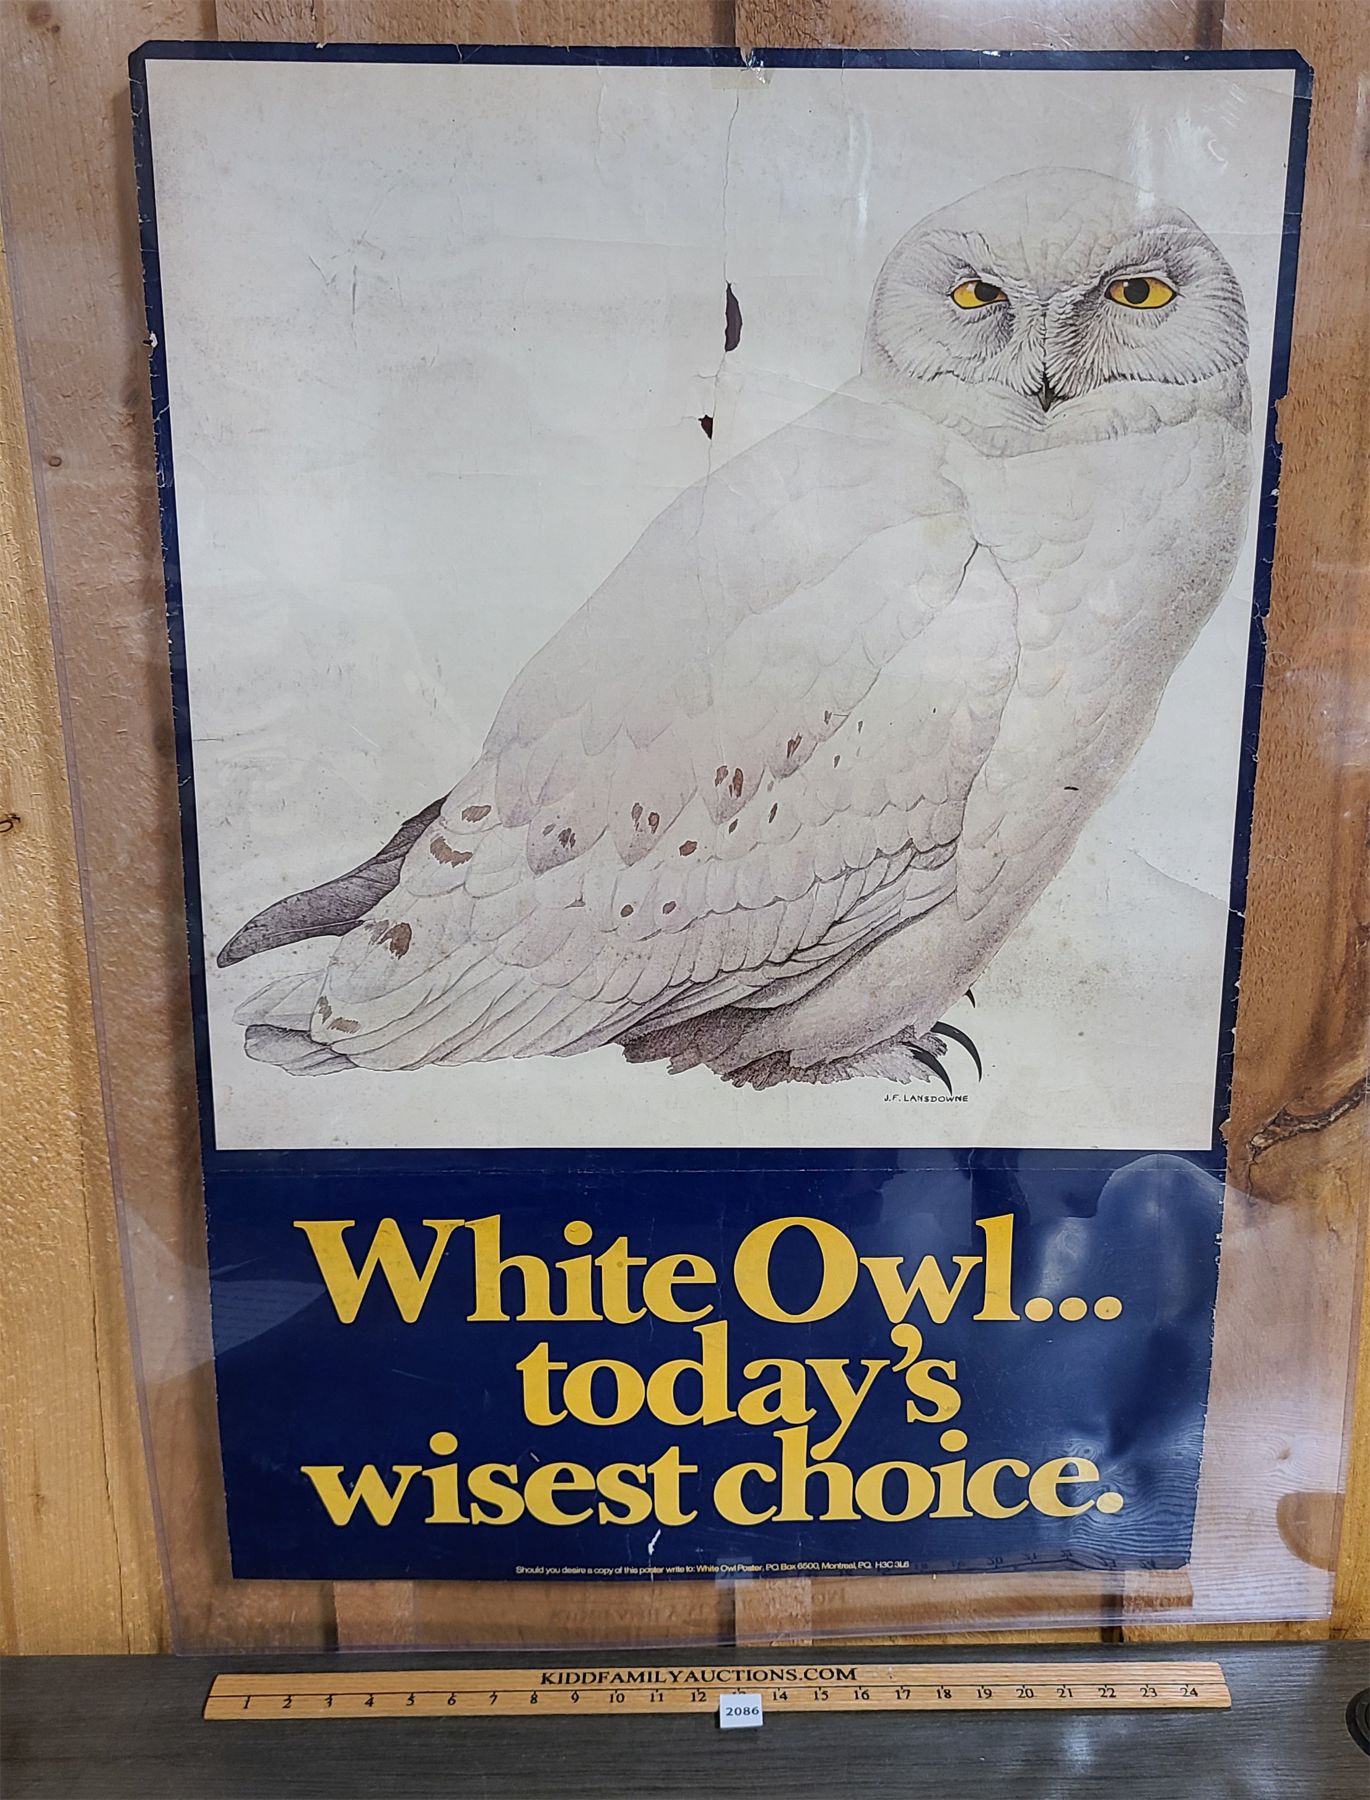 J.F. LANSDOWNE
White Owl...
today's
wisest choice.
Should you desire a copy of this poster write to: White Owl Poster, PO Box 6500, Montreal, PQ. H3C 3L6
KIDDFAMILYAUCTIONS.COM
1 2 3 4 5 6 7 8 9 10 11 12 13 14 15 16 17 18 19 20 21 22 23 24
2086